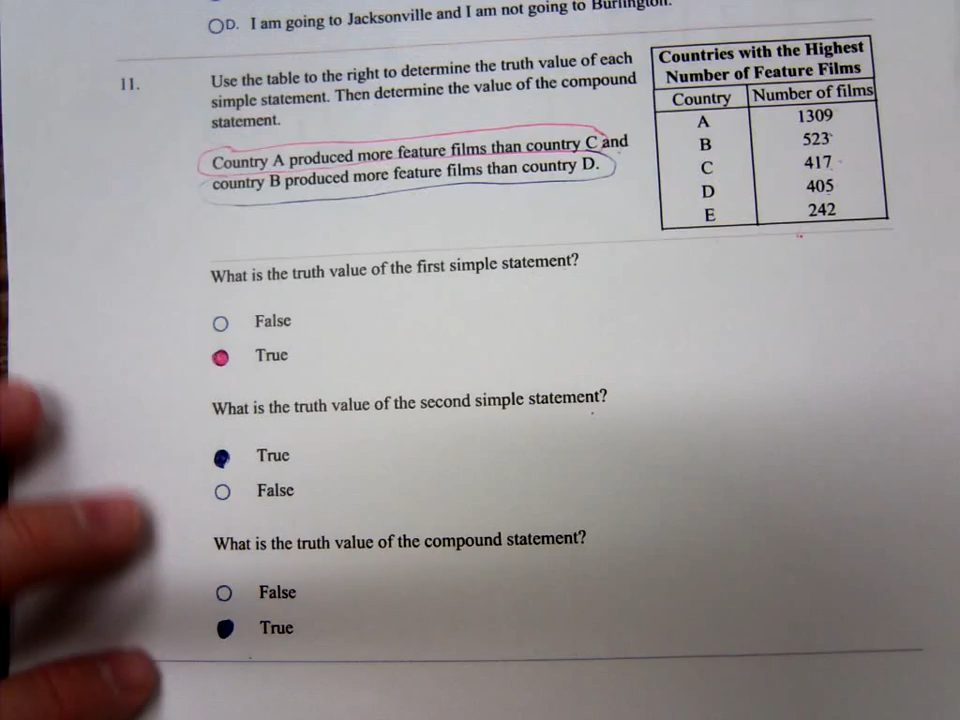 D. I am going to Jacksonville and I am not going to Burlington.
11.
Use the table to the right to determine the truth value of each
simple statement. Then determine the value of the compound
statement.
Country A produced more feature films than country C and
country B produced more feature films than country D.
Countries with the Highest
Number of Feature Films
Country Number of films
A 1309
B 523
C 417
D 405
E 242
What is the truth value of the first simple statement?
False
True
What is the truth value of the second simple statement?
True
False
What is the truth value of the compound statement?
False
True